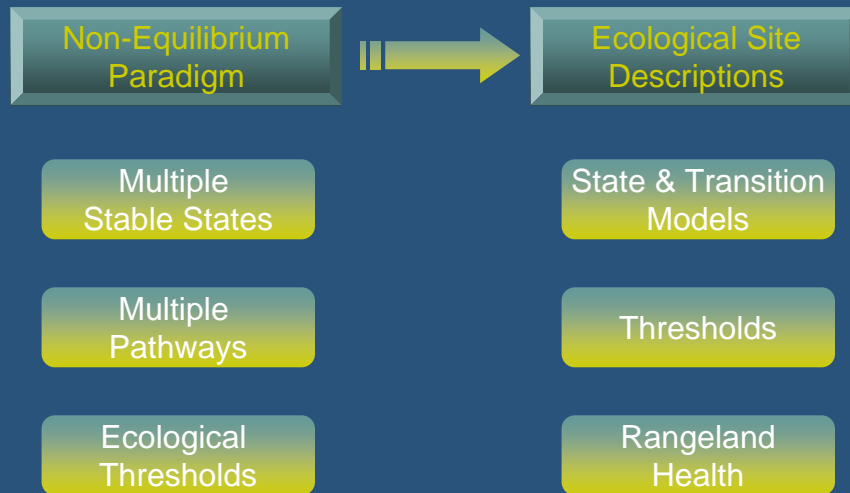 Non-Equilibrium
Paradigm
Ecological Site
Descriptions
Multiple
Stable States
State & Transition
Models
Multiple
Pathways
Thresholds
Ecological
Thresholds
Rangeland
Health